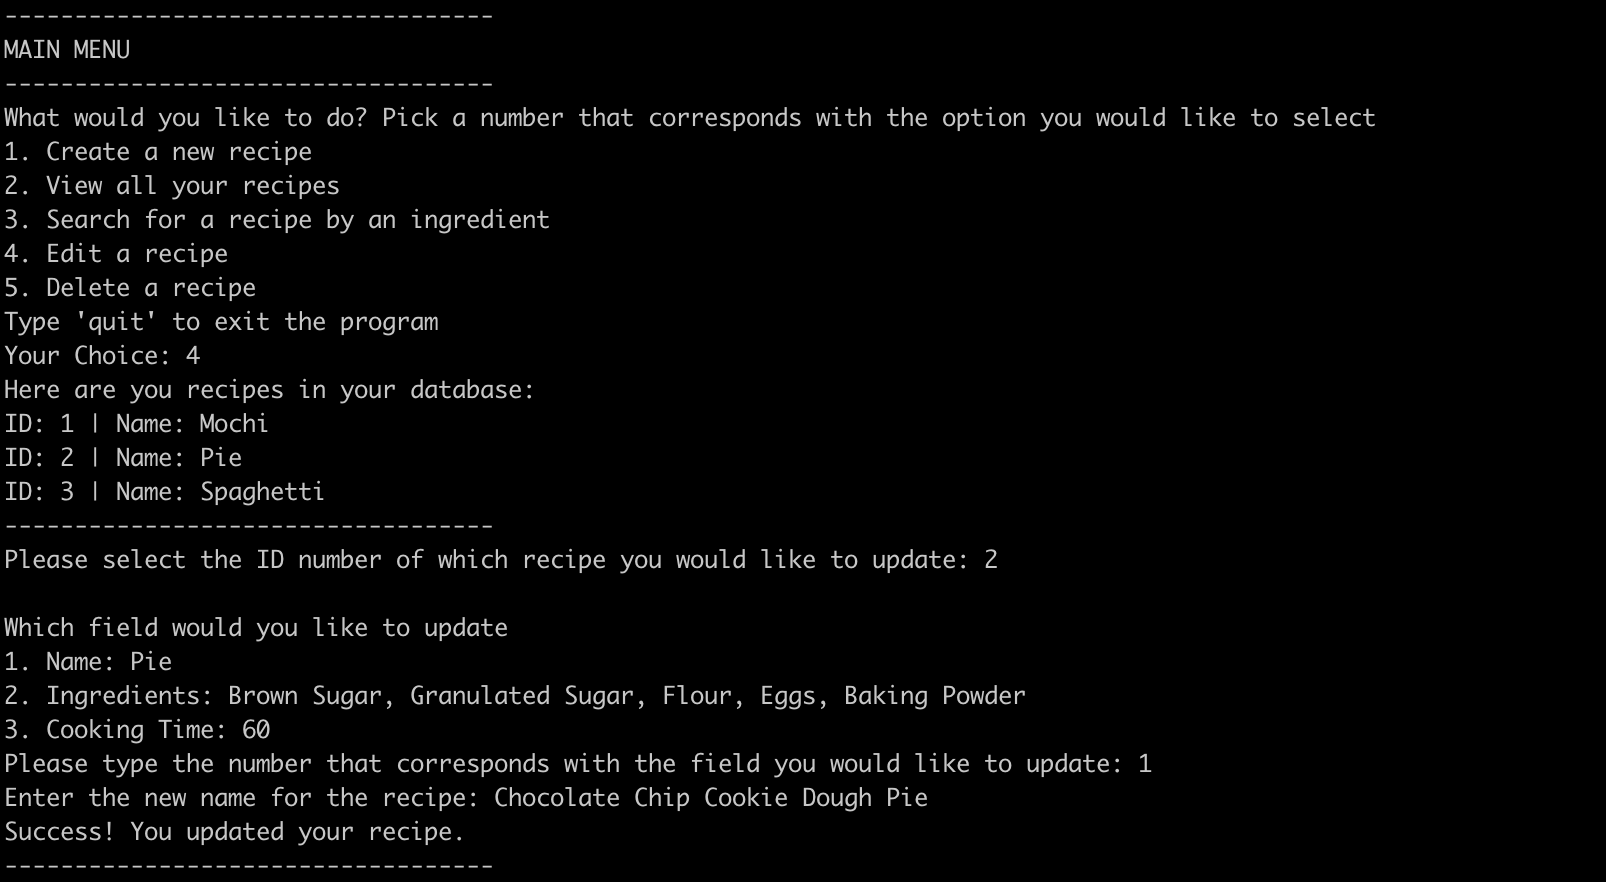 -----------------------------------
MAIN MENU
-----------------------------------
What would you like to do? Pick a number that corresponds with the option you would like to select
1. Create a new recipe
2. View all your recipes
3. Search for a recipe by an ingredient
4. Edit a recipe
5. Delete a recipe
Type 'quit' to exit the program
Your Choice: 4
Here are you recipes in your database:
ID: 1 | Name: Mochi
ID: 2 | Name: Pie
ID: 3 | Name: Spaghetti
-----------------------------------
Please select the ID number of which recipe you would like to update: 2

Which field would you like to update
1. Name: Pie
2. Ingredients: Brown Sugar, Granulated Sugar, Flour, Eggs, Baking Powder
3. Cooking Time: 60
Please type the number that corresponds with the field you would like to update: 1
Enter the new name for the recipe: Chocolate Chip Cookie Dough Pie
Success! You updated your recipe.
-----------------------------------